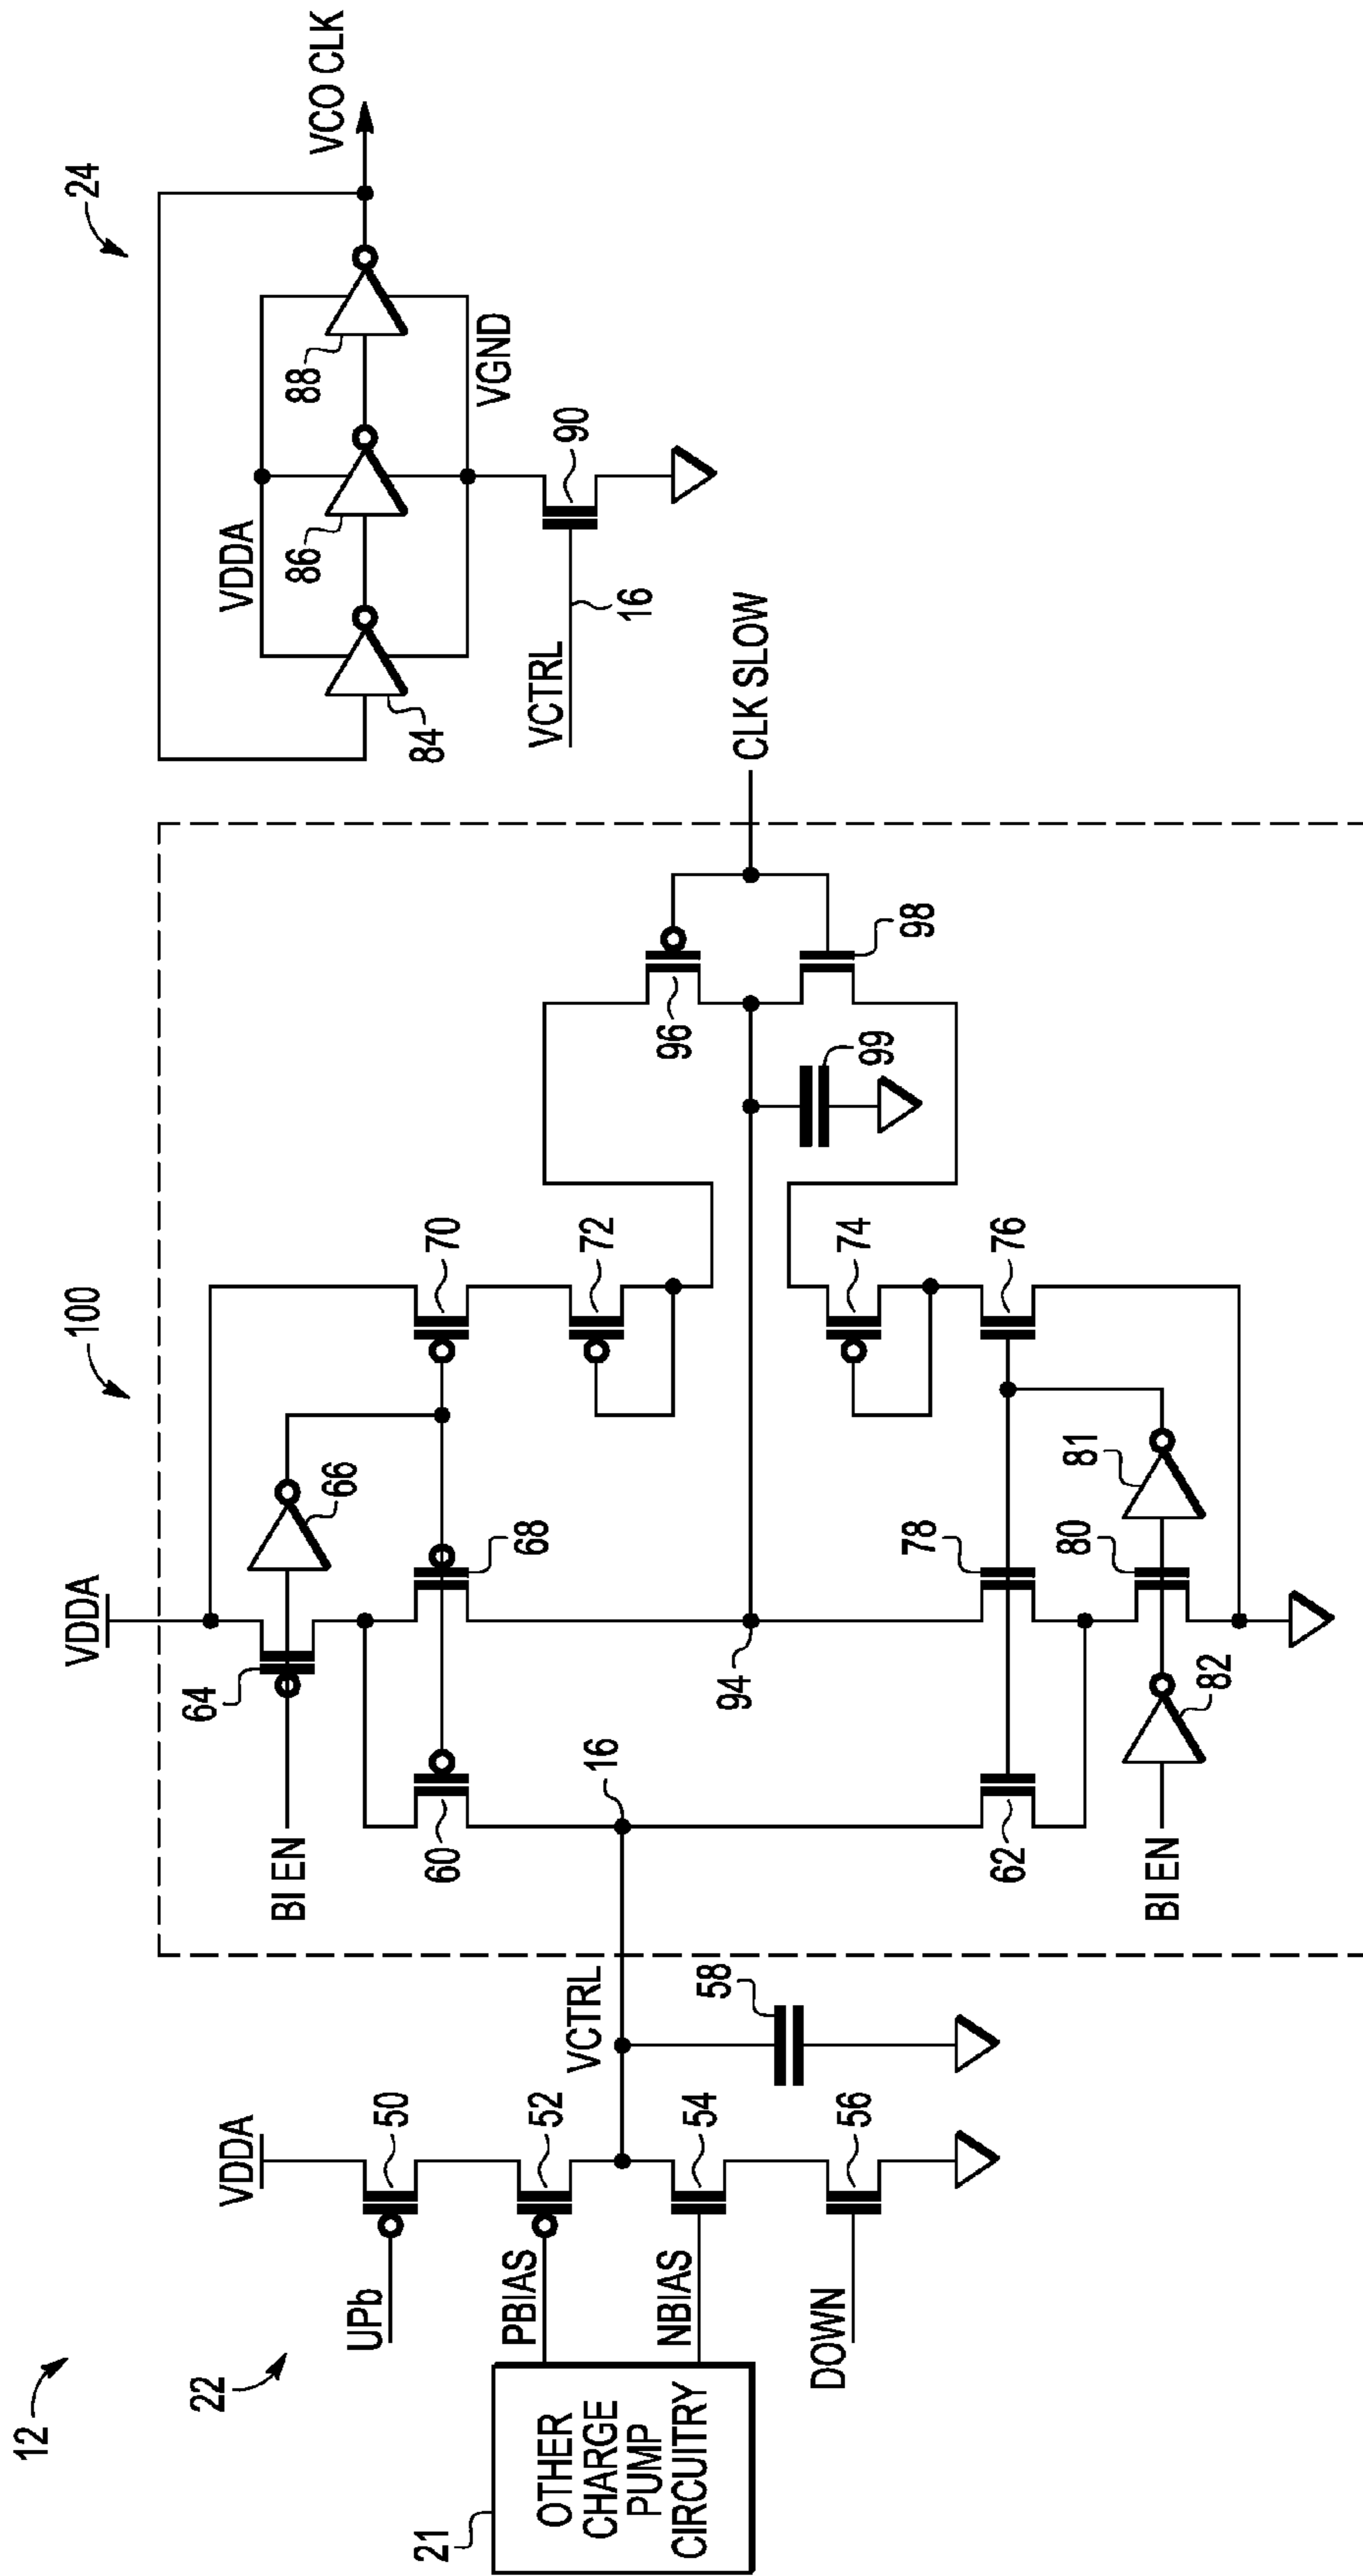 12
22
21
OTHER
CHARGE
PUMP
CIRCUITRY
UPb
PBIAS
NBIAS
DOWN
VDDA
50
52
54
56
VCTRL
58
100
BI EN
BI EN
VDDA
64
66
60
16
62
68
94
78
80
81
82
70
72
74
76
96
98
99
CLK SLOW
24
VDDA
84
86
88
VGND
90
VCTRL
16
VCO CLK